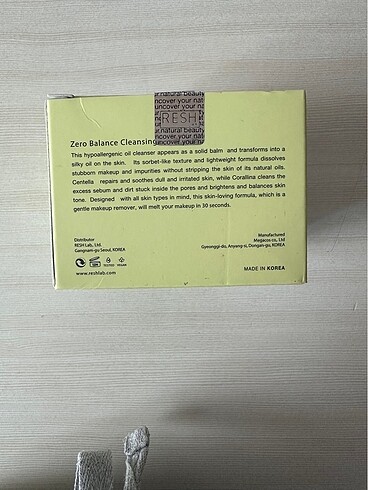 r natural beauty
uncover your nat
RESH
r natural beauty
uncover your nat
Zero Balance Cleansing
This hypoallergenic oil cleanser appears as a solid balm and transforms into a
silky oil on the skin. Its sorbet-like texture and lightweight formula dissolves
stubborn makeup and impurities without stripping the skin of its natural oils.
Centella repairs and soothes dull and irritated skin, while Corallina cleans the
excess sebum and dirt stuck inside the pores and brightens and balances skin
tone. Designed with all skin types in mind, this skin-loving formula, which is a
gentle makeup remover, will melt your makeup in 30 seconds.
Distributor
RESH Lab., Ltd.
Gangnam-gu Seoul, KOREA
Manufactured
Megacos co., Ltd
Gyeonggi-do, Anyang-si, Dongan-gu, KOREA
www.reshlab.com
MADE IN KOREA